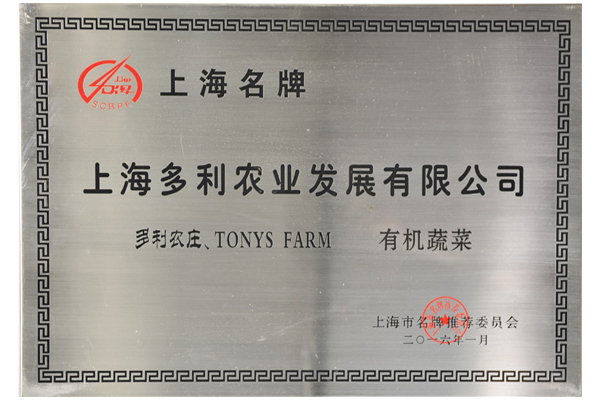 上海名牌
SCRPC
上海多利农业发展有限公司
多利农庄、TONYS FARM 有机蔬菜
上海市名牌推荐委员会
二〇一六年一月